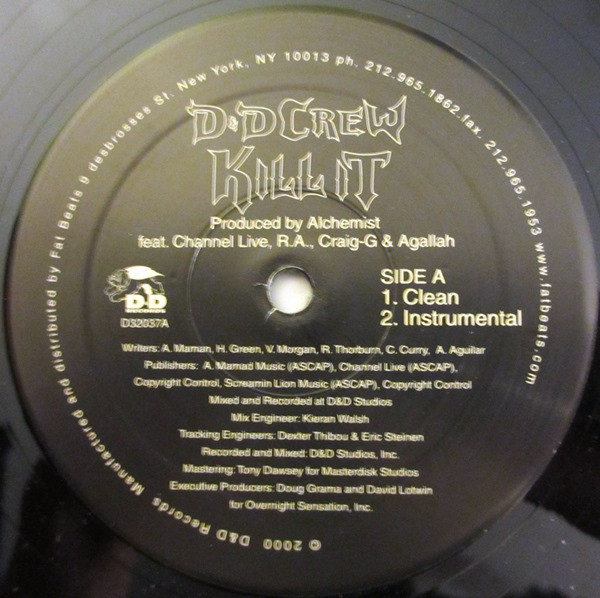 D&D CREW
KILL IT
Produced by Alchemist
feat. Channel Live, R.A., Craig-G & Agallah
D&D
RECORDS
D32037A
SIDE A
1. Clean
2. Instrumental
Writers: A. Maman, H. Green, V. Morgan, R. Thorburn, C. Curry, A. Aguilar
Publishers: A. Mamad Music (ASCAP), Channel Live (ASCAP),
Copyright Control, Screamin Lion Music (ASCAP), Copyright Control
Mixed and Recorded at D&D Studios
Mix Engineer: Kieran Walsh
Tracking Engineers: Dexter Thibou & Eric Steinen
Recorded and Mixed: D&D Studios, Inc.
Mastering: Tony Dawsey for Masterdisk Studios
Executive Producers: Doug Grama and David Lotwin
for Overnight Sensation, Inc.
© 2000 D&D Records Manufactured and distributed by Fat Beats 9 desbrosses St. New York, NY 10013 ph. 212.965.1862.fax. 212.965.1953 www.fatbeats.com